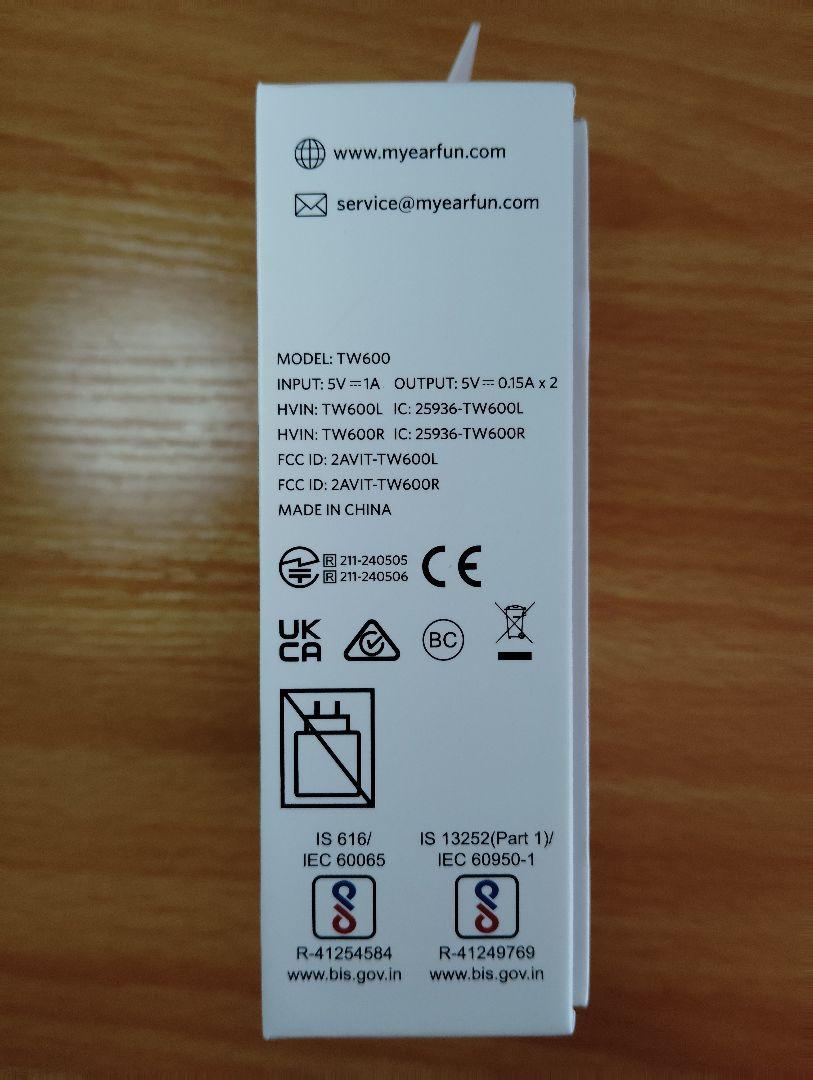 www.myearfun.com
service@myearfun.com
MODEL: TW600
INPUT: 5V⎓1A OUTPUT: 5V⎓0.15A x 2
HVIN: TW600L IC: 25936-TW600L
HVIN: TW600R IC: 25936-TW600R
FCC ID: 2AVIT-TW600L
FCC ID: 2AVIT-TW600R
MADE IN CHINA
R 211-240505
R 211-240506
CE
UK
CA
BC
IS 616/
IEC 60065
R-41254584
www.bis.gov.in
IS 13252(Part 1)/
IEC 60950-1
R-41249769
www.bis.gov.in